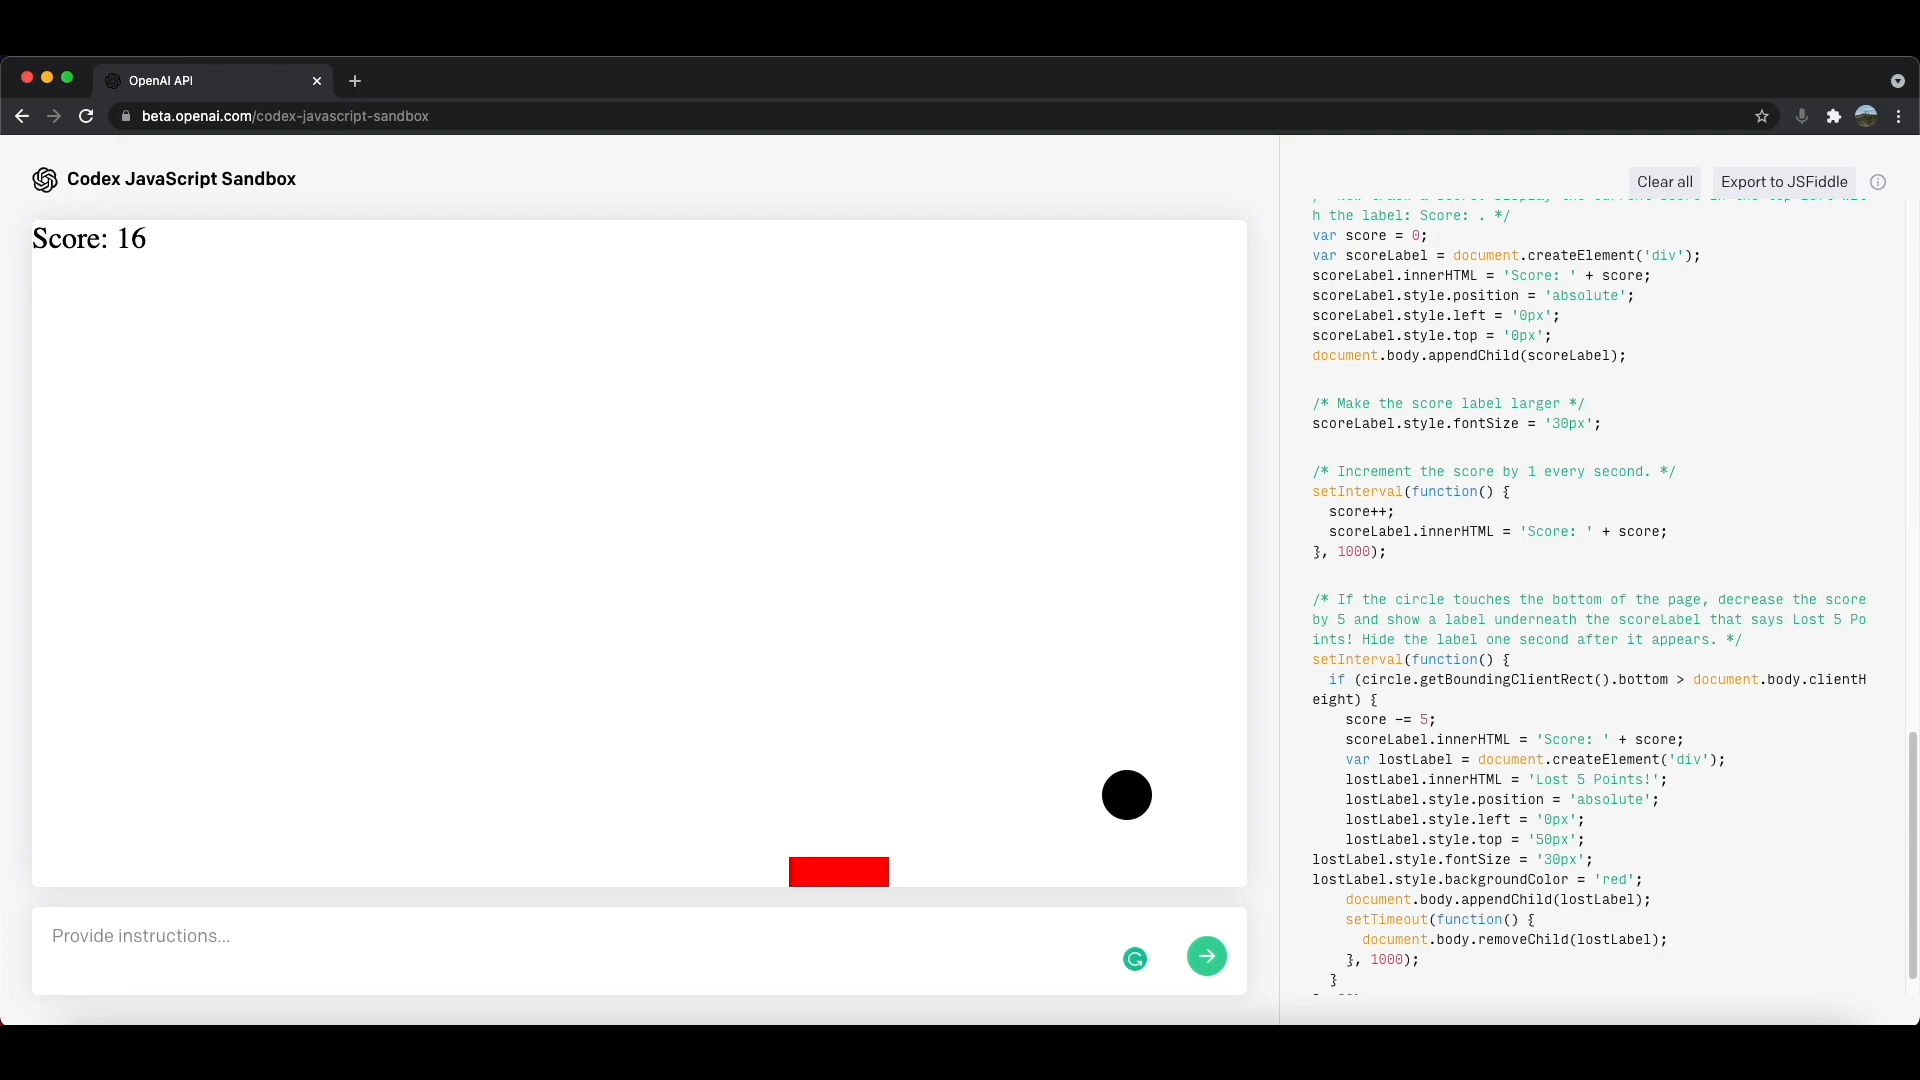 OpenAI API
beta.openai.com/codex-javascript-sandbox
Codex JavaScript Sandbox
Clear all
Export to JSFiddle
Score: 16
Provide instructions...
h the label: Score: . */
var score = 0;
var scoreLabel = document.createElement('div');
scoreLabel.innerHTML = 'Score: ' + score;
scoreLabel.style.position = 'absolute';
scoreLabel.style.left = '0px';
scoreLabel.style.top = '0px';
document.body.appendChild(scoreLabel);
/* Make the score label larger */
scoreLabel.style.fontSize = '30px';
/* Increment the score by 1 every second. */
setInterval(function() {
score++;
scoreLabel.innerHTML = 'Score: ' + score;
}, 1000);
/* If the circle touches the bottom of the page, decrease the score
by 5 and show a label underneath the scoreLabel that says Lost 5 Po
ints! Hide the label one second after it appears. */
setInterval(function() {
if (circle.getBoundingClientRect().bottom > document.body.clientH
eight) {
score -= 5;
scoreLabel.innerHTML = 'Score: ' + score;
var lostLabel = document.createElement('div');
lostLabel.innerHTML = 'Lost 5 Points!';
lostLabel.style.position = 'absolute';
lostLabel.style.left = '0px';
lostLabel.style.top = '50px';
lostLabel.style.fontSize = '30px';
lostLabel.style.backgroundColor = 'red';
document.body.appendChild(lostLabel);
setTimeout(function() {
document.body.removeChild(lostLabel);
}, 1000);
}